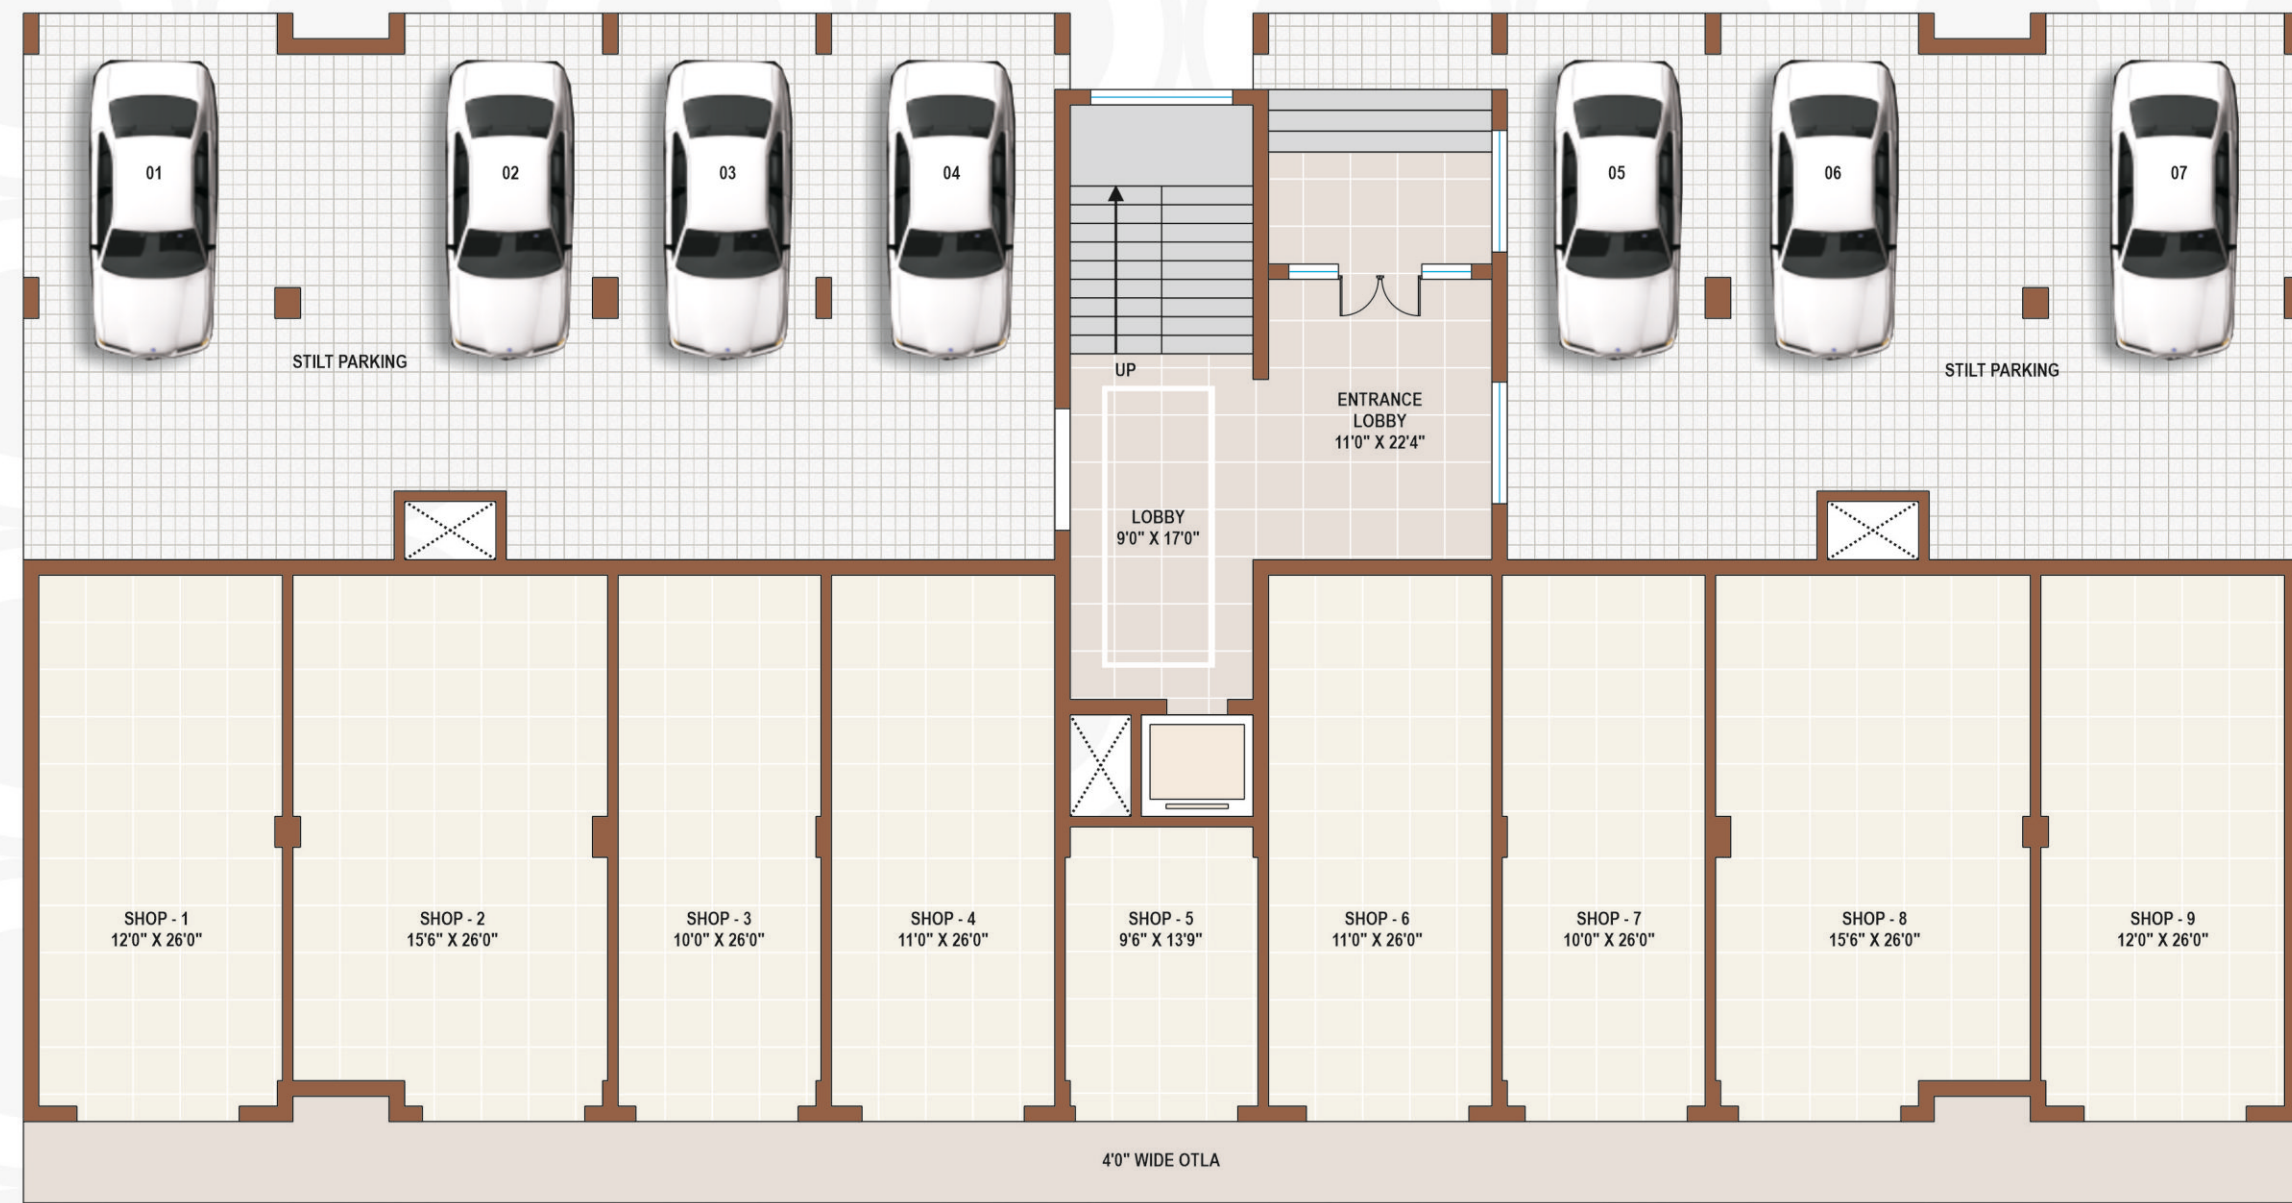 01
02
03
04
05
06
07
STILT PARKING
UP
STILT PARKING
ENTRANCE
LOBBY
11'0" X 22'4"
LOBBY
9'0" X 17'0"
SHOP - 1
12'0" X 26'0"
SHOP - 2
15'6" X 26'0"
SHOP - 3
10'0" X 26'0"
SHOP - 4
11'0" X 26'0"
SHOP - 5
9'6" X 13'9"
SHOP - 6
11'0" X 26'0"
SHOP - 7
10'0" X 26'0"
SHOP - 8
15'6" X 26'0"
SHOP - 9
12'0" X 26'0"
4'0" WIDE OTLA